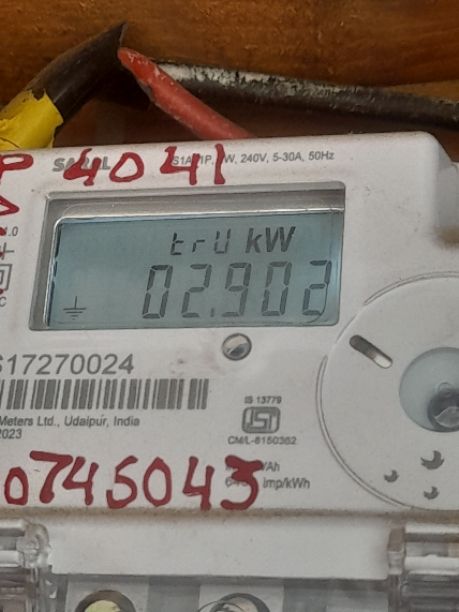 4041
240V, 5-30A, 50Hz
trU kW
02.902
S17270024
Meters Ltd., Udaipur, India
2023
IS 13779
CM/L-8150362
0745043
imp/kWh